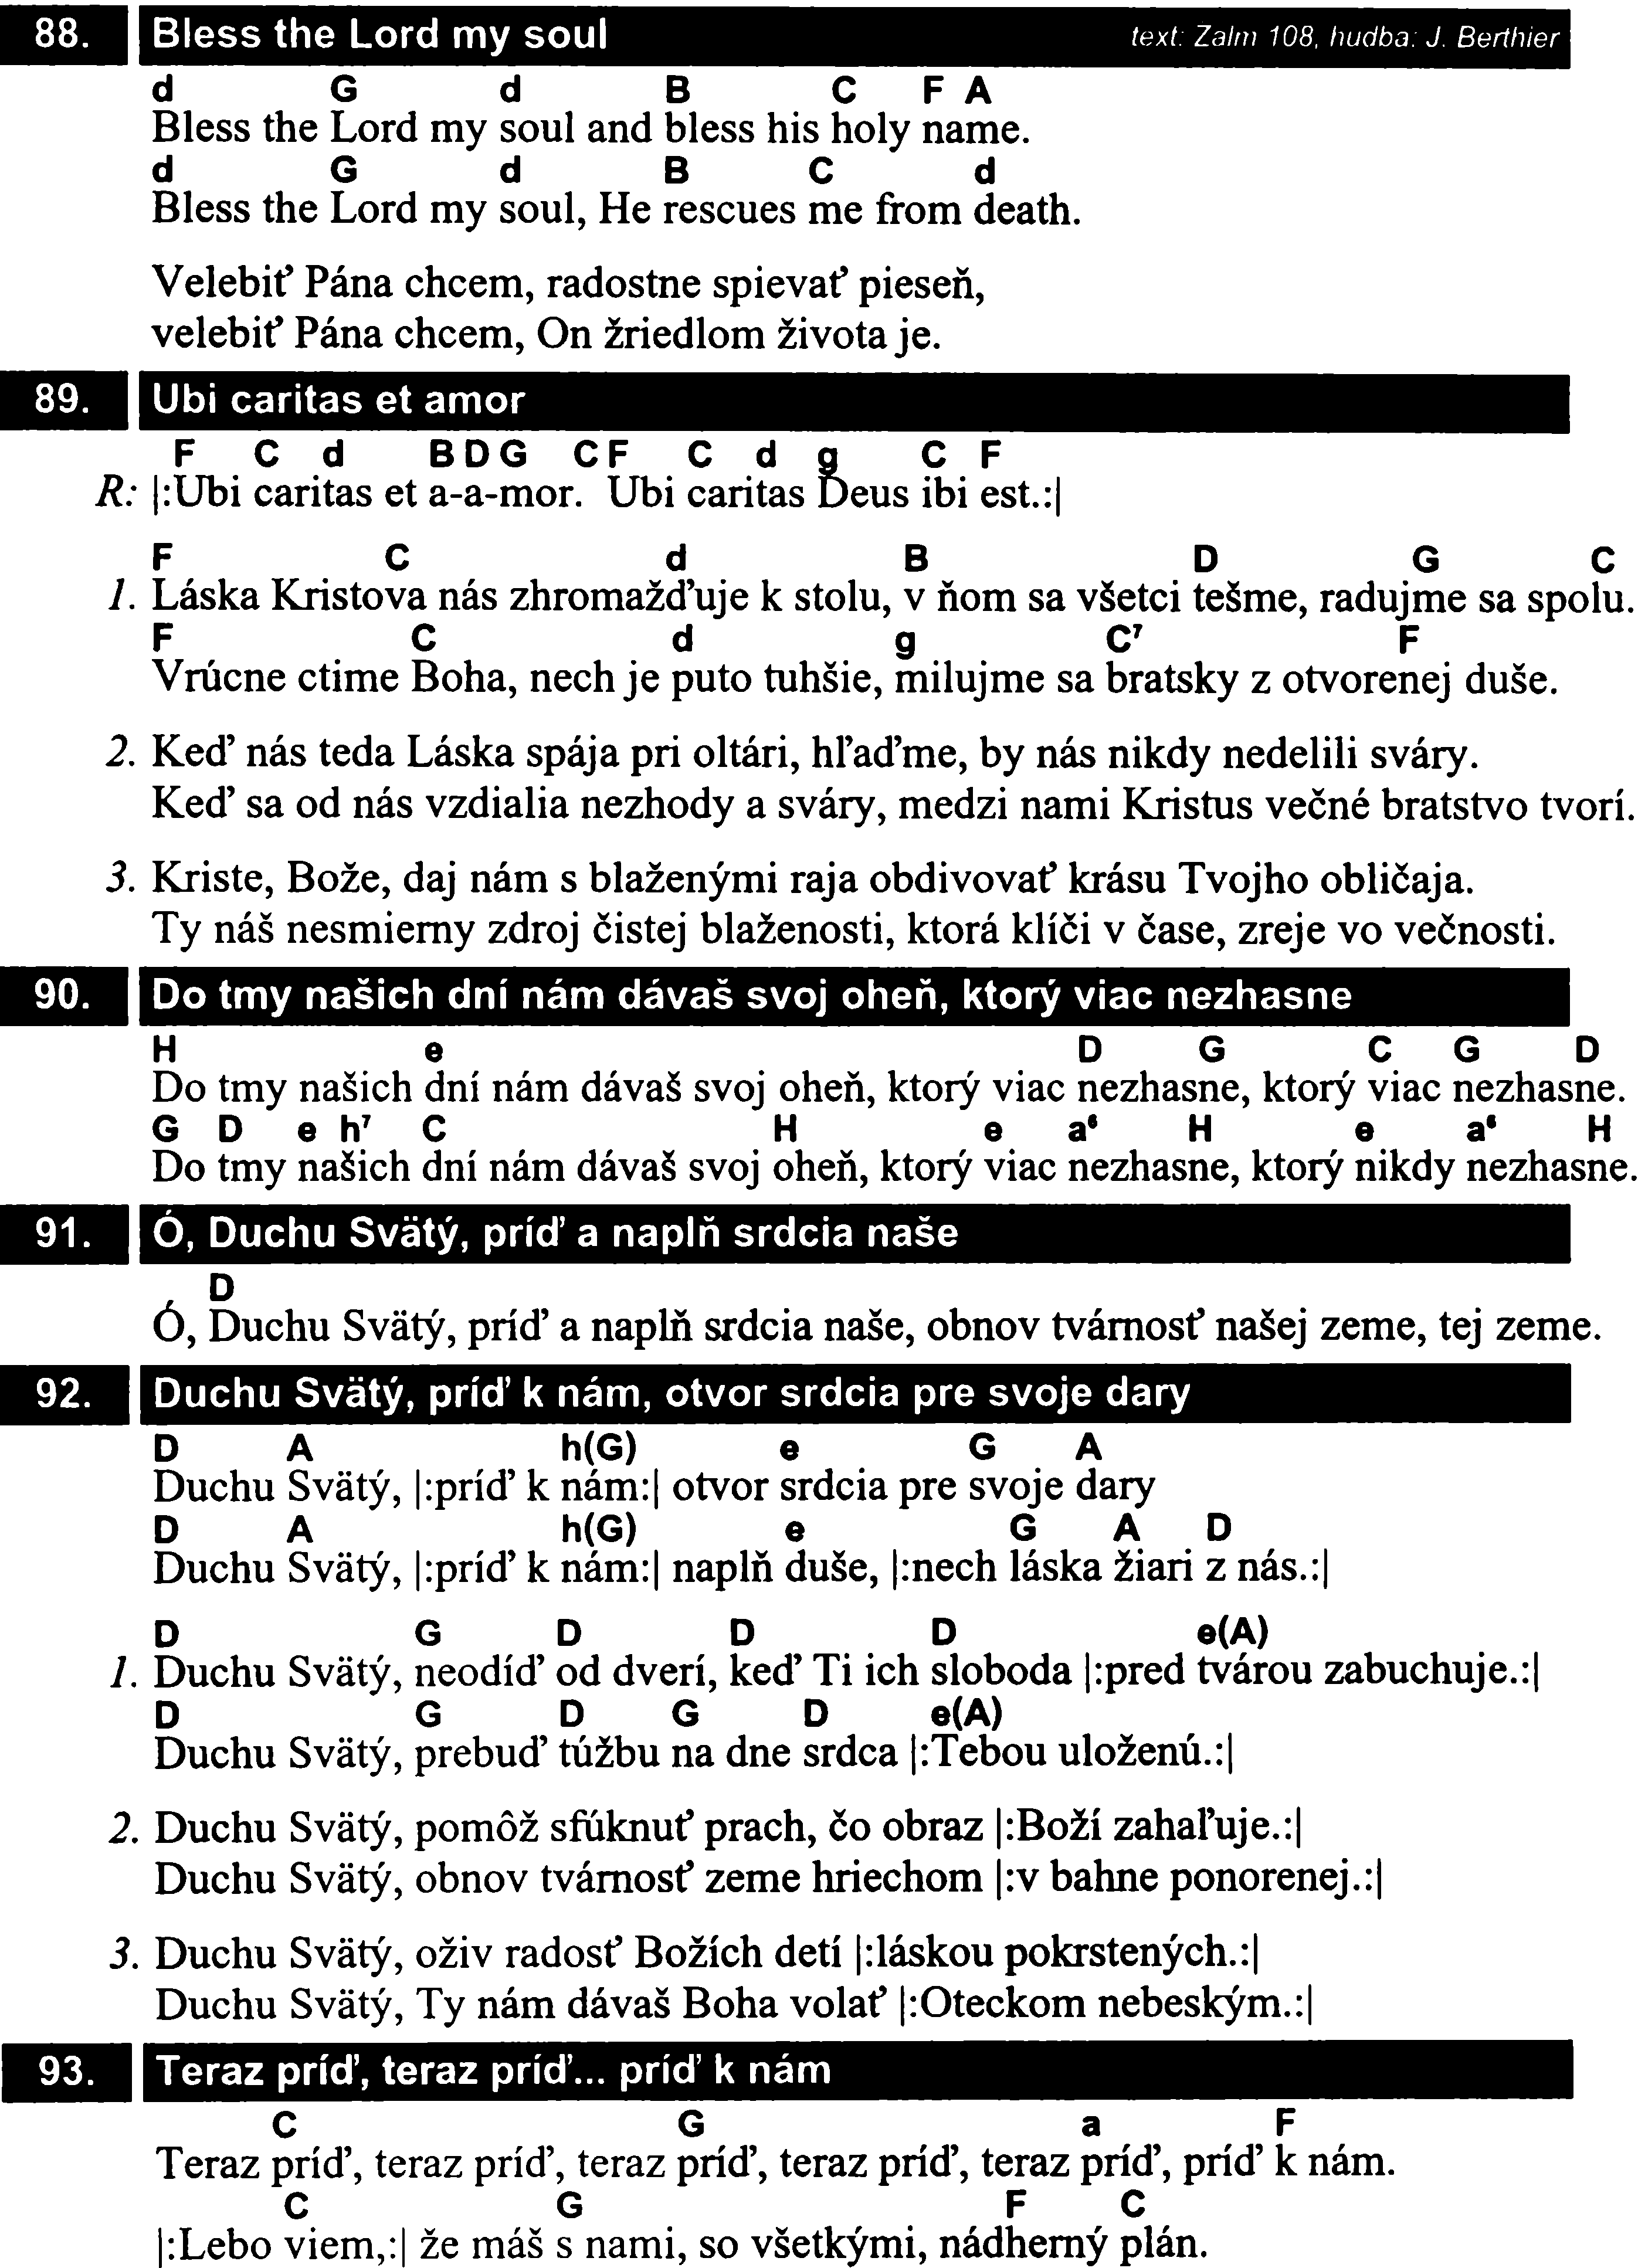 88. Bless the Lord my soul text: Zalm 108, hudba: J. Berthier
d G d B C F A
Bless the Lord my soul and bless his holy name.
d G d B C d
Bless the Lord my soul, He rescues me from death.
Velebiť Pána chcem, radostne spievať pieseň,
velebiť Pána chcem, On žriedlom života je.
89. Ubi caritas et amor
F C d B D G C F C d g C F
R: |:Ubi caritas et a-a-mor. Ubi caritas Deus ibi est.:|
F C d B D G C
1. Láska Kristova nás zhromažďuje k stolu, v ňom sa všetci tešme, radujme sa spolu.
F C d g C⁷ F
Vrúcne ctime Boha, nech je puto tuhšie, milujme sa bratsky z otvorenej duše.
2. Keď nás teda Láska spája pri oltári, hľaďme, by nás nikdy nedelili sváry.
Keď sa od nás vzdialia nezhody a sváry, medzi nami Kristus večné bratstvo tvorí.
3. Kriste, Bože, daj nám s blaženými raja obdivovať krásu Tvojho obličaja.
Ty náš nesmierny zdroj čistej blaženosti, ktorá klíči v čase, zreje vo večnosti.
90. Do tmy našich dní nám dávaš svoj oheň, ktorý viac nezhasne
H e D G C G D
Do tmy našich dní nám dávaš svoj oheň, ktorý viac nezhasne, ktorý viac nezhasne.
G D e h⁷ C H e a⁶ H e a⁶ H
Do tmy našich dní nám dávaš svoj oheň, ktorý viac nezhasne, ktorý nikdy nezhasne.
91. Ó, Duchu Svätý, príď a naplň srdcia naše
D
Ó, Duchu Svätý, príď a naplň srdcia naše, obnov tvárnosť našej zeme, tej zeme.
92. Duchu Svätý, príď k nám, otvor srdcia pre svoje dary
D A h(G) e G A
Duchu Svätý, |:príď k nám:| otvor srdcia pre svoje dary
D A h(G) e G A D
Duchu Svätý, |:príď k nám:| naplň duše, |:nech láska žiari z nás.:|
D G D D D e(A)
1. Duchu Svätý, neodíď od dverí, keď Ti ich sloboda |:pred tvárou zabuchuje.:|
D G D G D e(A)
Duchu Svätý, prebuď túžbu na dne srdca |:Tebou uloženú.:|
2. Duchu Svätý, pomôž sfúknuť prach, čo obraz |:Boží zahaľuje.:|
Duchu Svätý, obnov tvárnosť zeme hriechom |:v bahne ponorenej.:|
3. Duchu Svätý, oživ radosť Božích detí |:láskou pokrstených.:|
Duchu Svätý, Ty nám dávaš Boha volať |:Oteckom nebeským.:|
93. Teraz príď, teraz príď... príď k nám
C G a F
Teraz príď, teraz príď, teraz príď, teraz príď, teraz príď, príď k nám.
C G F C
|:Lebo viem,:| že máš s nami, so všetkými, nádherný plán.